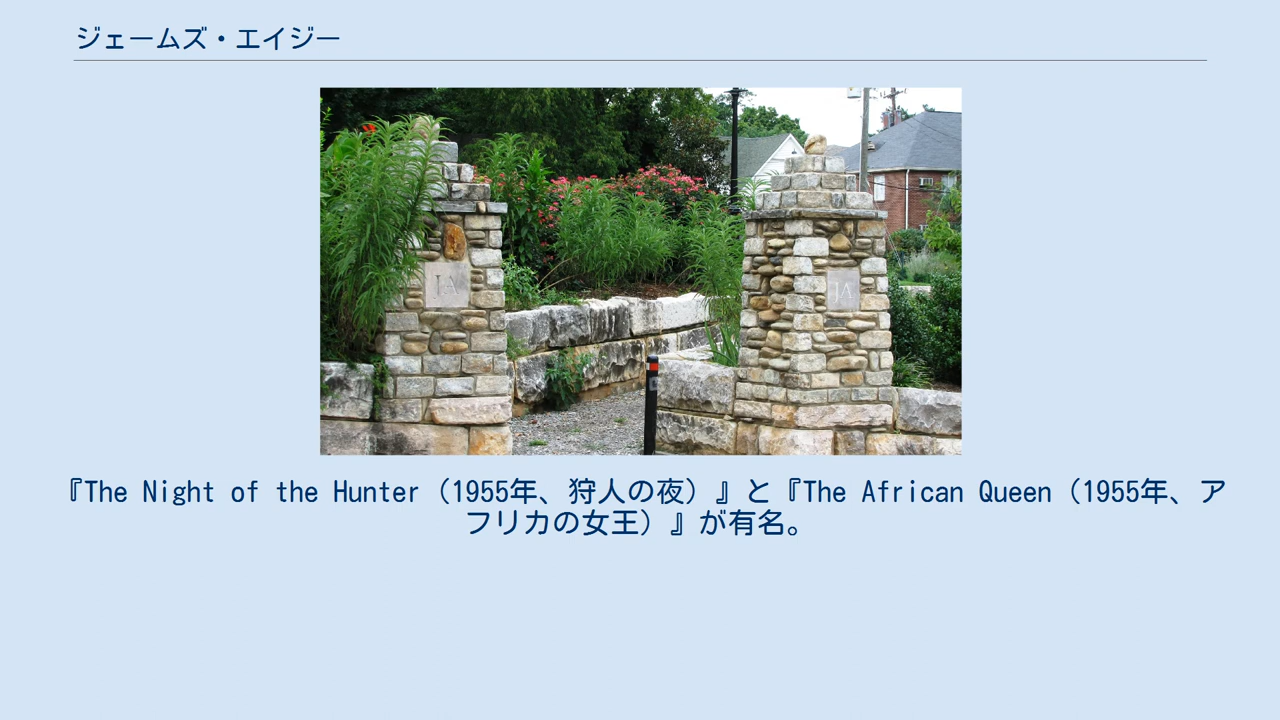 ジェームズ・エイジー
JA
JA
『The Night of the Hunter（1955年、狩人の夜）』と『The African Queen（1955年、ア
フリカの女王）』が有名。